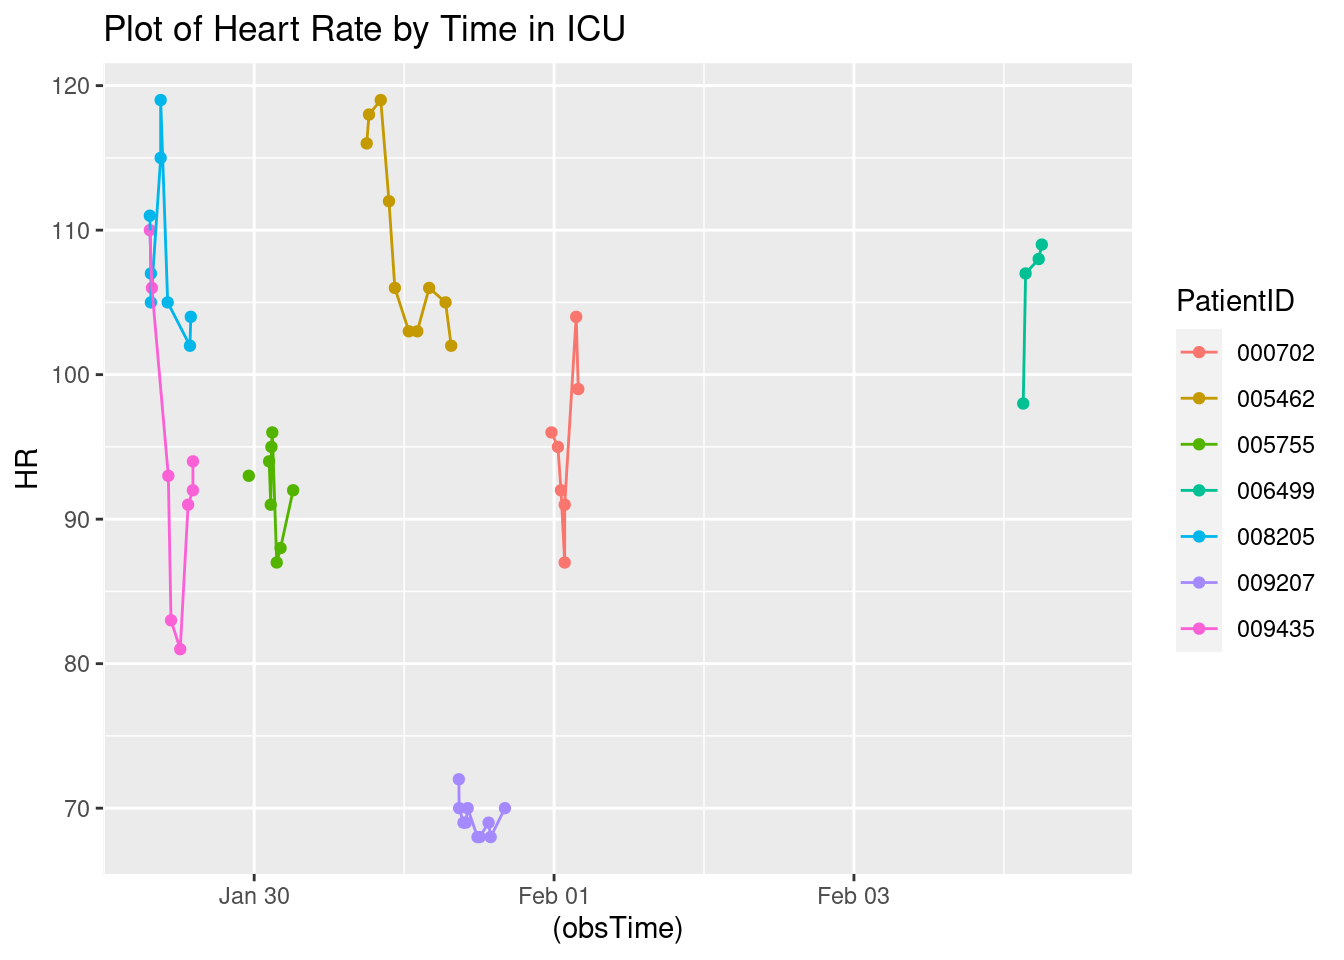 Plot of Heart Rate by Time in ICU
120
110
100
90
80
70
HR
Jan 30
Feb 01
Feb 03
(obsTime)
PatientID
000702
005462
005755
006499
008205
009207
009435